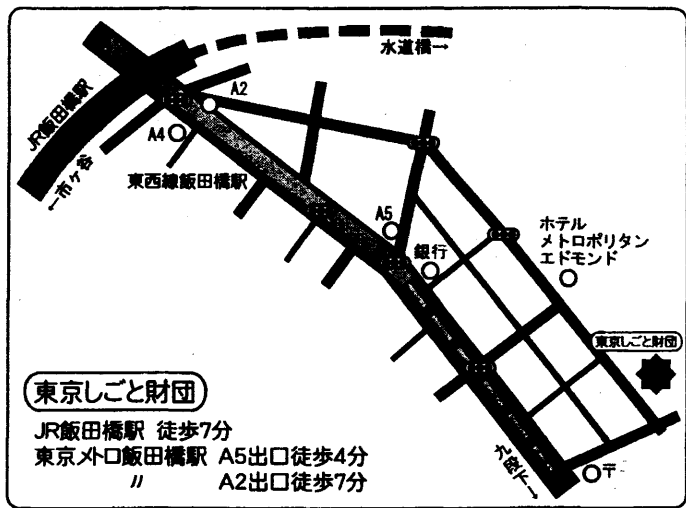 水道橋→
JR飯田橋駅
A2
A4
←市ヶ谷
東西線飯田橋駅
A5
銀行
ホテル
メトロポリタン
エドモンド
東京しごと財団
東京しごと財団
JR飯田橋駅 徒歩7分
東京メトロ飯田橋駅 A5出口徒歩4分
〃 A2出口徒歩7分
九段下→
〒